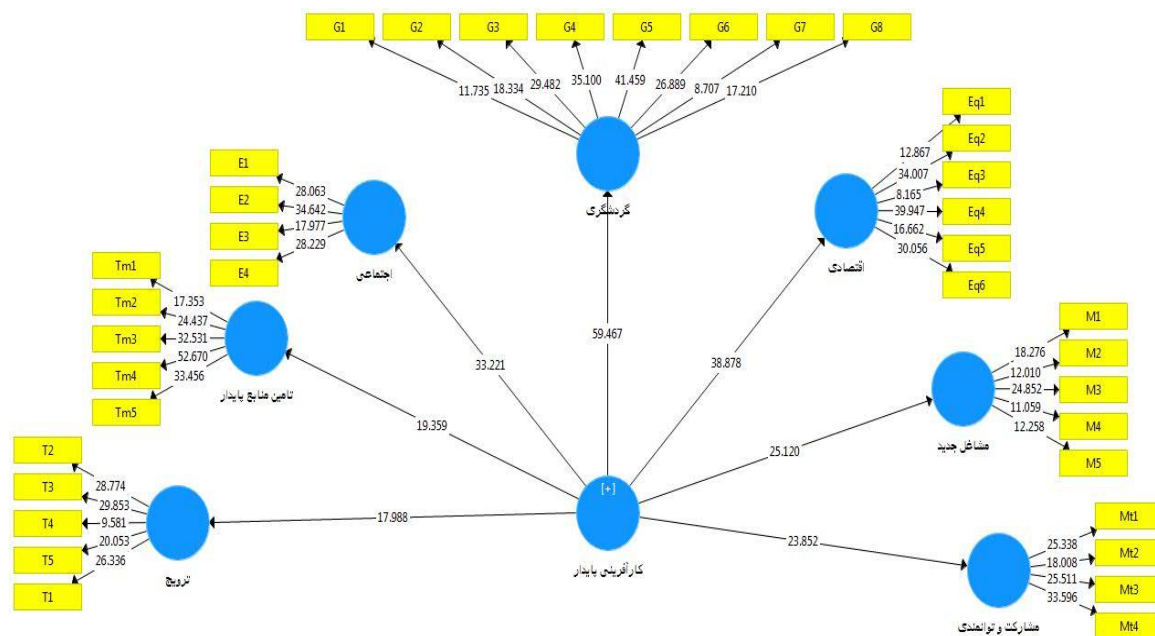 G1 G2 G3 G4 G5 G6 G7 G8
11.735 18.334 29.482 35.100 41.459 26.889 8.707 17.210
گردشگری
E1
E2
E3
E4
28.063
34.642
17.977
28.229
اجتماعی
Eq1
Eq2
Eq3
Eq4
Eq5
Eq6
12.867
34.007
8.165
39.947
16.662
30.056
اقتصادی
Tm1
Tm2
Tm3
Tm4
Tm5
17.353
24.437
32.531
52.670
33.456
تامین منابع پایدار
M1
M2
M3
M4
M5
18.276
12.010
24.852
11.059
12.258
مشاغل جدید
59.467
33.221
38.878
19.359
25.120
17.988
23.852
[+]
کارآفرینی پایدار
T2
T3
T4
T5
T1
28.774
29.853
9.581
20.053
26.336
ترویج
Mt1
Mt2
Mt3
Mt4
25.338
18.008
25.511
33.596
مشارکت و توانمندی